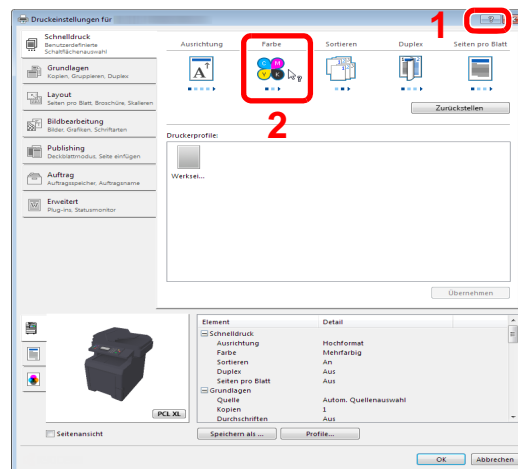 Druckeinstellungen für
1
?
Schnelldruck
Benutzerdefinierte
Schaltflächenauswahl
Grundlagen
Kopien, Gruppieren, Duplex
Layout
Seiten pro Blatt, Broschüre, Skalieren
Bildbearbeitung
Bilder, Grafiken, Schriftarten
Publishing
Deckblattmodus, Seite einfügen
Auftrag
Auftragsspeicher, Auftragsname
Erweitert
Plug-ins, Statusmonitor
Ausrichtung Farbe Sortieren Duplex Seiten pro Blatt
A
C M
Y K
2
Zurückstellen
Druckerprofile:
Werksei...
Übernehmen
Element Detail
Schnelldruck
Ausrichtung Hochformat
Farbe Mehrfarbig
Sortieren An
Duplex Aus
Seiten pro Blatt Aus
Grundlagen
Quelle Autom. Quellenauswahl
Kopien 1
Durchschriften Aus
PCL XL
Seitenansicht
Speichern als ... Profile...
OK Abbrechen